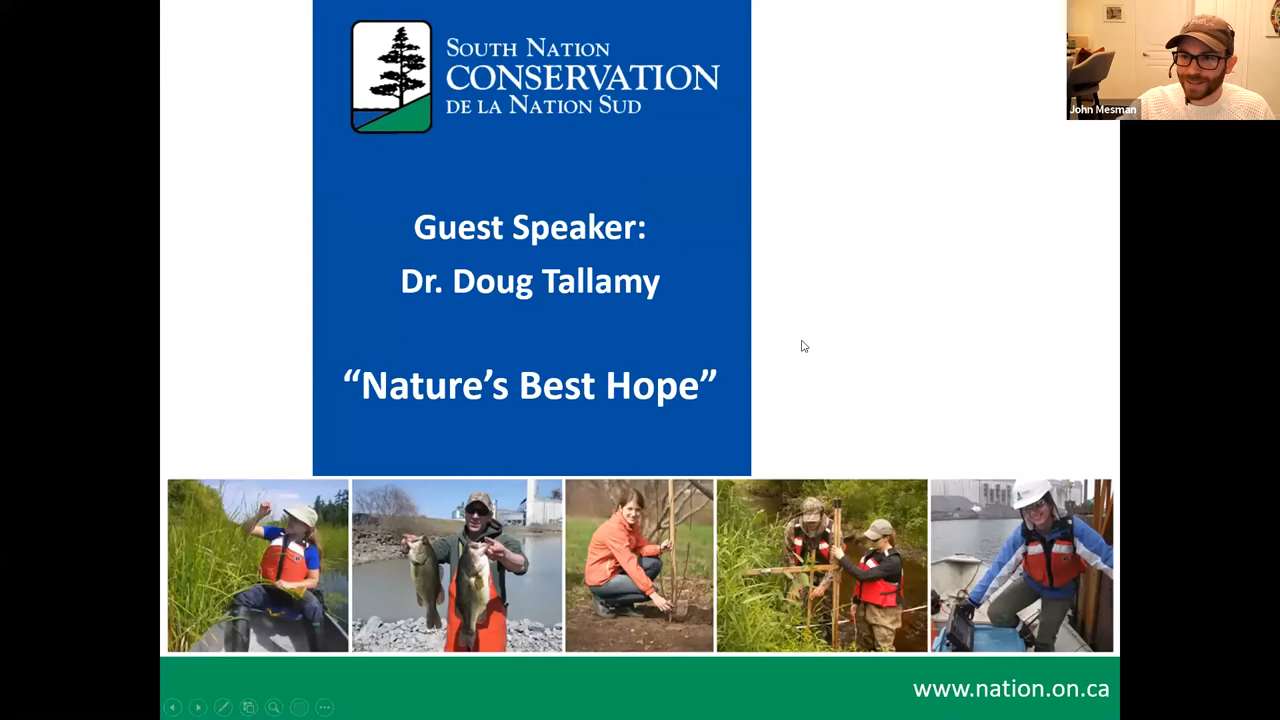 SOUTH NATION
CONSERVATION
DE LA NATION SUD
John Mesman
Guest Speaker:
Dr. Doug Tallamy
“Nature’s Best Hope”
www.nation.on.ca